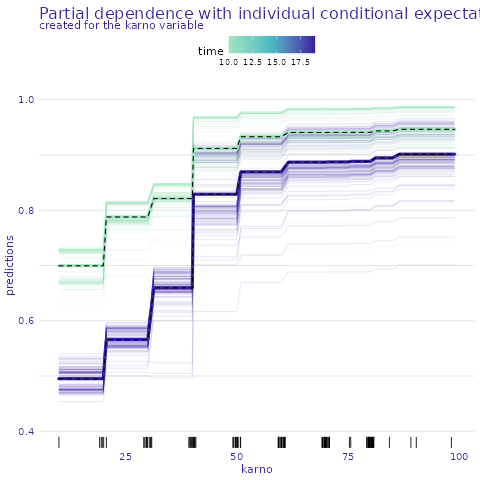 Partial dependence with individual conditional expectat
created for the karno variable
time
10.0 12.5 15.0 17.5
1.0
0.8
0.6
0.4
predictions
25 50 75 100
karno